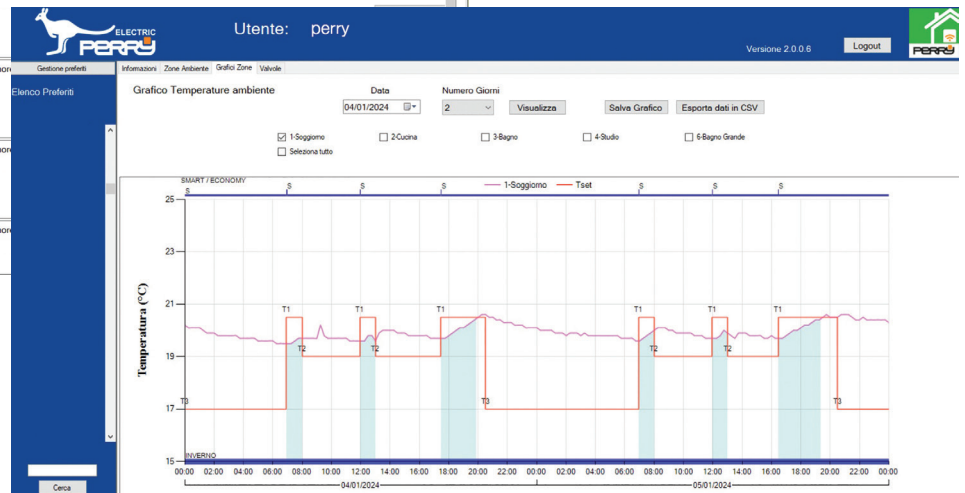 ELECTRIC
PERRY
Utente: perry
Versione 2.0.0.6
Logout
PERRY
Gestione preferiti
Informazioni Zone Ambiente Grafici Zone Valvole
Elenco Preferiti
Grafico Temperature ambiente
Data
Numero Giorni
04/01/2024
2
Visualizza
Salva Grafico
Esporta dati in CSV
1-Soggiorno
2-Cucina
3-Bagno
4-Studio
6-Bagno Grande
Seleziona tutto
SMART / ECONOMY
1-Soggiorno Tset
S S S S S S S
25
23
21
19
17
15
Temperatura (°C)
T1 T1 T1 T1 T1 T1
T2 T2 T2 T2
T3 T3 T3
INVERNO
00:00 02:00 04:00 06:00 08:00 10:00 12:00 14:00 16:00 18:00 20:00 22:00 00:00 02:00 04:00 06:00 08:00 10:00 12:00 14:00 16:00 18:00 20:00 22:00 00:00
04/01/2024
05/01/2024
Cerca